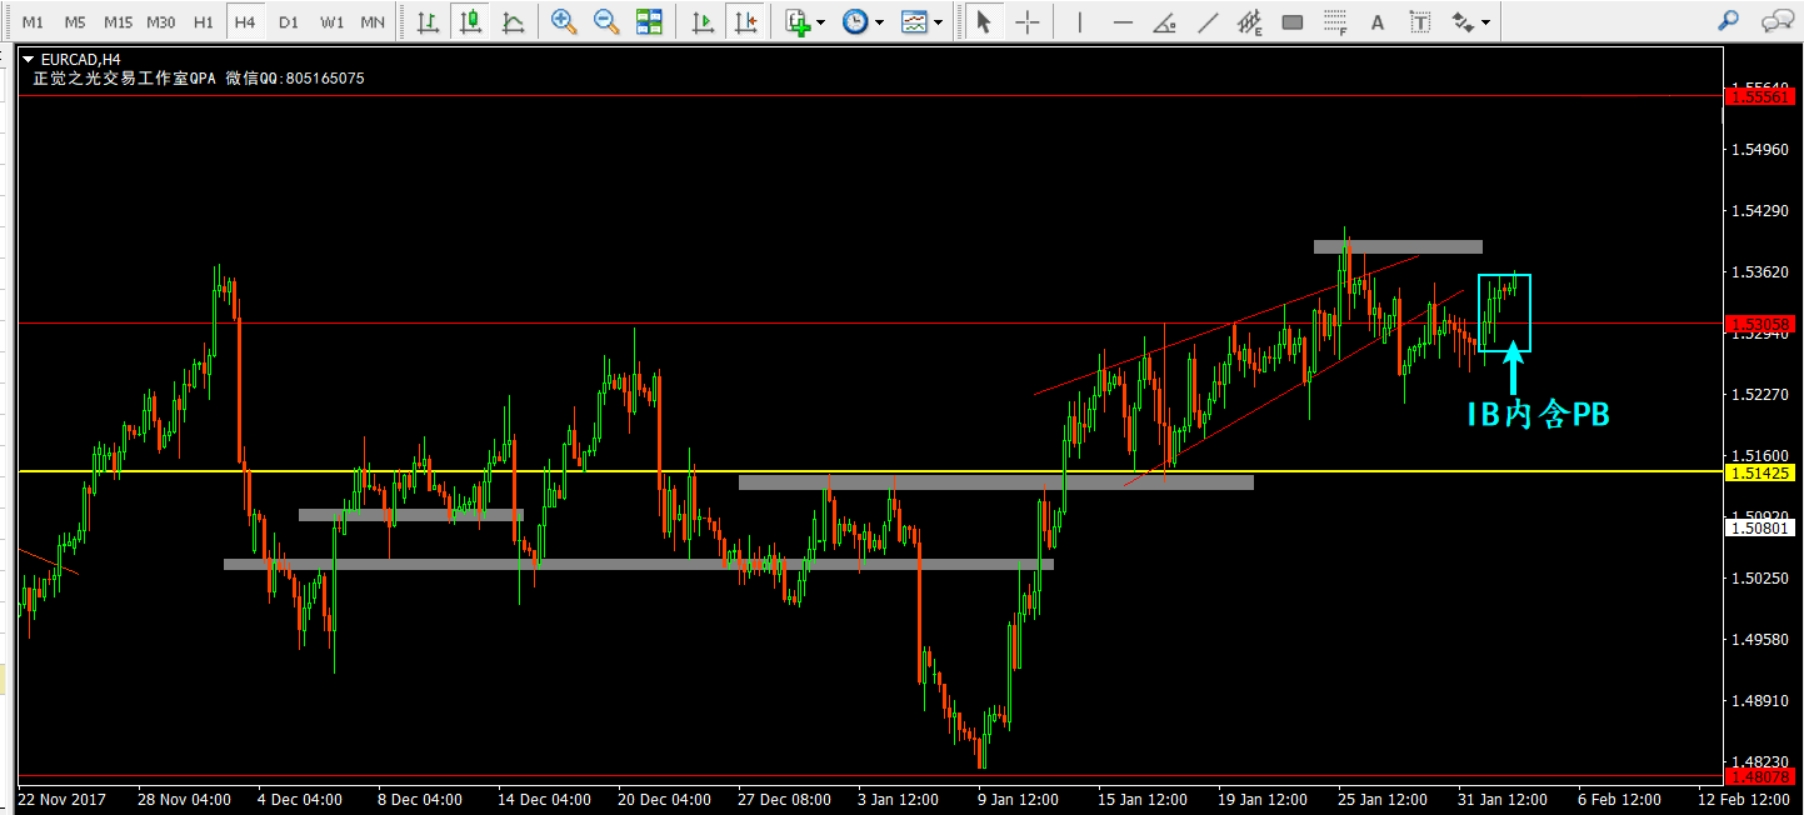 M1 M5 M15 M30 H1 H4 D1 W1 MN
E F A T
EURCAD,H4
正觉之光交易工作室QPA 微信QQ:805165075
1.55561
1.54960
1.54290
1.53620
1.53058
1.52940
1.52270
IB内含PB
1.51600
1.51425
1.50920
1.50801
1.50250
1.49580
1.48910
1.48230
1.48078
22 Nov 2017 28 Nov 04:00 4 Dec 04:00 8 Dec 04:00 14 Dec 04:00 20 Dec 04:00 27 Dec 08:00 3 Jan 12:00 9 Jan 12:00 15 Jan 12:00 19 Jan 12:00 25 Jan 12:00 31 Jan 12:00 6 Feb 12:00 12 Feb 12:00